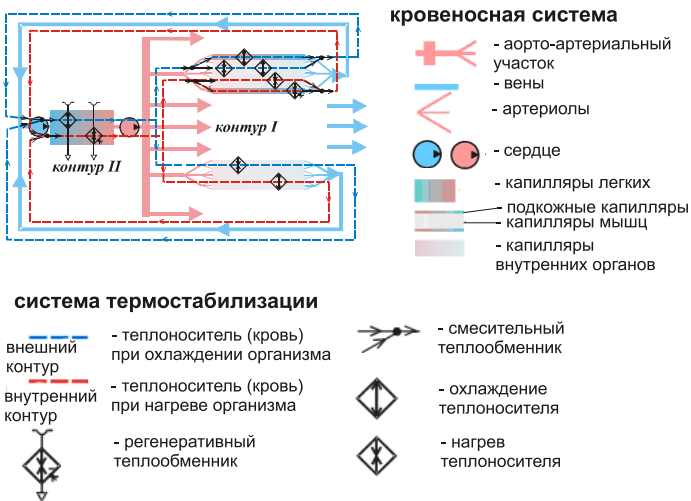 кровеносная система
- аорто-артериальный
участок
- вены
- артериолы
- сердце
- капилляры легких
- подкожные капилляры
- капилляры мышц
- капилляры
внутренних органов
контур I
контур II
система термостабилизации
внешний
контур
- теплоноситель (кровь)
при охлаждении организма
внутренний
контур
- теплоноситель (кровь)
при нагреве организма
- регенеративный
теплообменник
- смесительный
теплообменник
- охлаждение
теплоносителя
- нагрев
теплоносителя